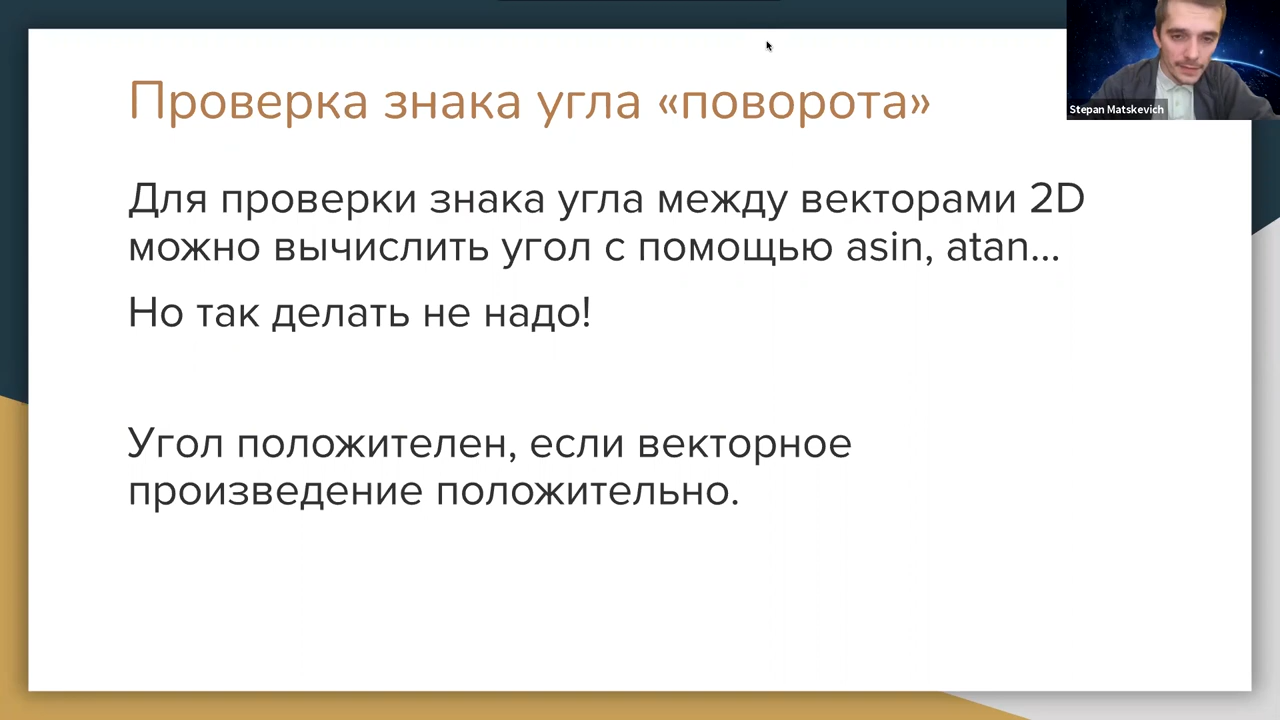 Проверка знака угла «поворота»
Stepan Matskevich
Для проверки знака угла между векторами 2D
можно вычислить угол с помощью asin, atan...
Но так делать не надо!
Угол положителен, если векторное
произведение положительно.